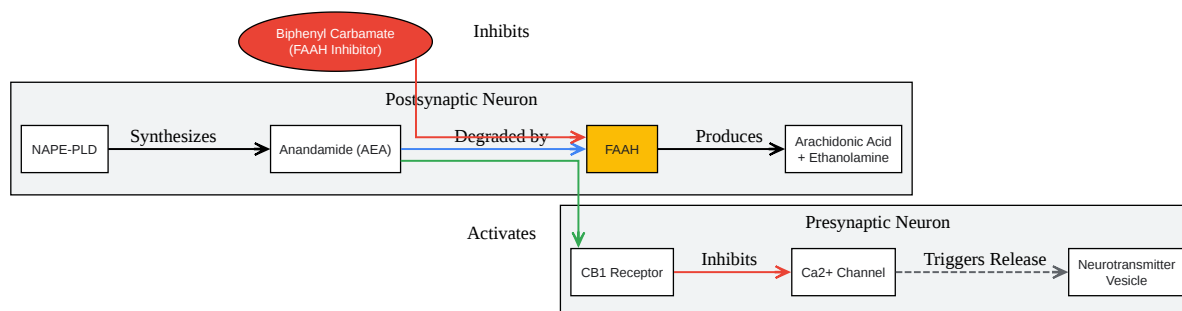 Biphenyl Carbamate
(FAAH Inhibitor)
Inhibits
Postsynaptic Neuron
NAPE-PLD
Synthesizes
Anandamide (AEA)
Degraded by
FAAH
Produces
Arachidonic Acid
+ Ethanolamine
Activates
Presynaptic Neuron
CB1 Receptor
Inhibits
Ca2+ Channel
Triggers Release
Neurotransmitter
Vesicle